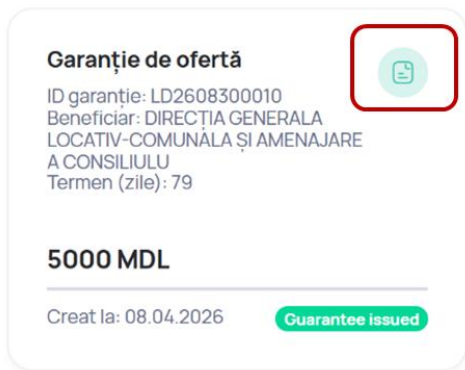 Garanție de ofertă
ID garanție: LD2608300010
Beneficiar: DIRECȚIA GENERALA
LOCATIV-COMUNALA ȘI AMENAJARE
A CONSILIULU
Termen (zile): 79
5000 MDL
Creat la: 08.04.2026
Guarantee issued